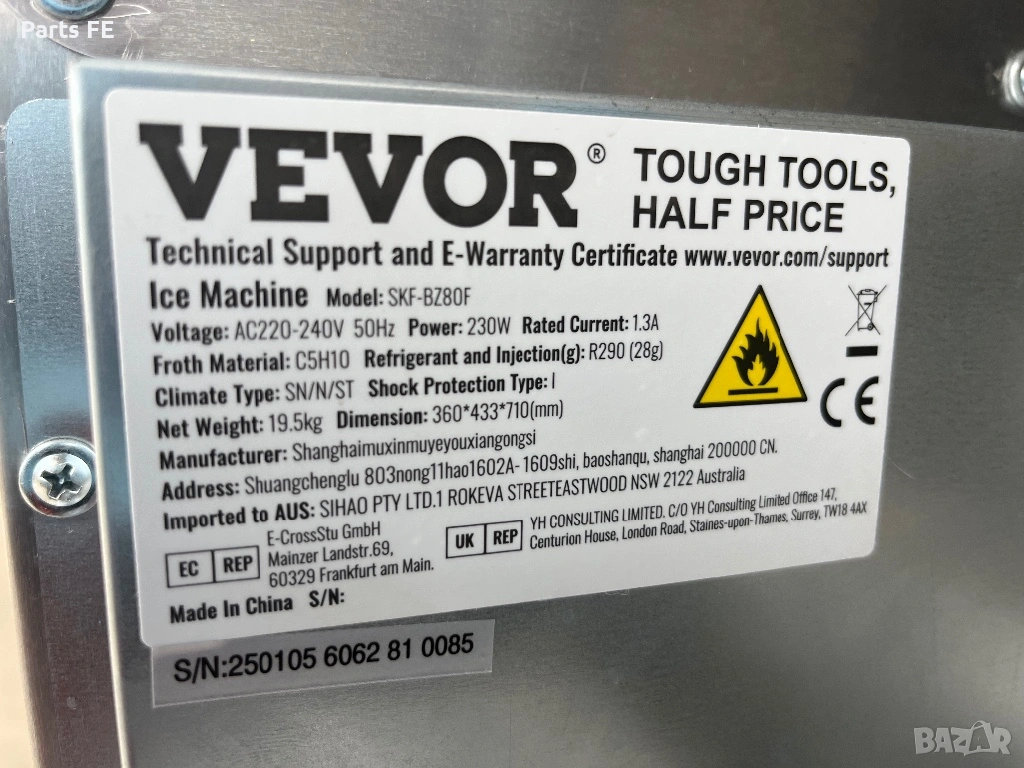 Parts FE
VEVOR® TOUGH TOOLS,
HALF PRICE
Technical Support and E-Warranty Certificate www.vevor.com/support
Ice Machine Model: SKF-BZ80F
Voltage: AC220-240V 50Hz Power: 230W Rated Current: 1.3A
Froth Material: C5H10 Refrigerant and Injection(g): R290 (28g)
Climate Type: SN/N/ST Shock Protection Type: I
Net Weight: 19.5kg Dimension: 360*433*710(mm)
Manufacturer: Shanghaimuxinmuyeyouxiangongsi
Address: Shuangchenglu 803nong11hao1602A-1609shi, baoshanqu, shanghai 200000 CN.
Imported to AUS: SIHAO PTY LTD.1 ROKEVA STREETEASTWOOD NSW 2122 Australia
EC REP
E-CrossStu GmbH
Mainzer Landstr.69,
60329 Frankfurt am Main.
UK REP
YH CONSULTING LIMITED. C/O YH Consulting Limited Office 147,
Centurion House, London Road, Staines-upon-Thames, Surrey, TW18 4AX
Made In China S/N:
CE
S/N:250105 6062 81 0085
BAZAR